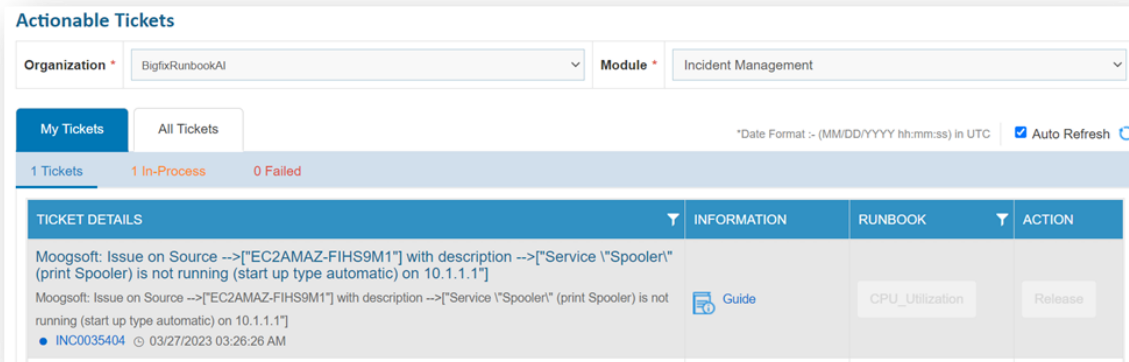 Actionable Tickets
Organization * BigfixRunbookAI Module * Incident Management
My Tickets All Tickets *Date Format :- (MM/DD/YYYY hh:mm:ss) in UTC Auto Refresh
1 Tickets 1 In-Process 0 Failed
TICKET DETAILS INFORMATION RUNBOOK ACTION
Moogsoft: Issue on Source -->["EC2AMAZ-FIHS9M1"] with description -->["Service \"Spooler\"
(print Spooler) is not running (start up type automatic) on 10.1.1.1"]
Moogsoft: Issue on Source -->["EC2AMAZ-FIHS9M1"] with description -->["Service \"Spooler\" (print Spooler) is not
running (start up type automatic) on 10.1.1.1"]
Guide CPU_Utilization Release
INC0035404 03/27/2023 03:26:26 AM